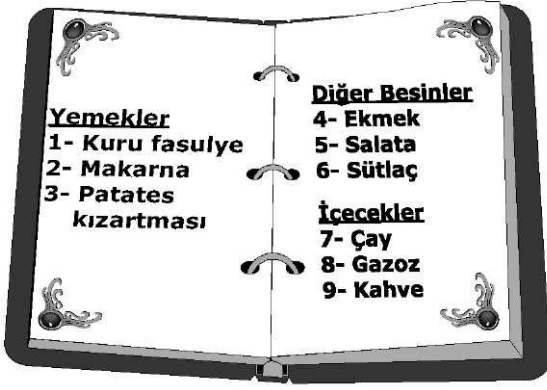 Yemekler
1- Kuru fasulye
2- Makarna
3- Patates
kızartması
Diğer Besinler
4- Ekmek
5- Salata
6- Sütlaç
İçecekler
7- Çay
8- Gazoz
9- Kahve